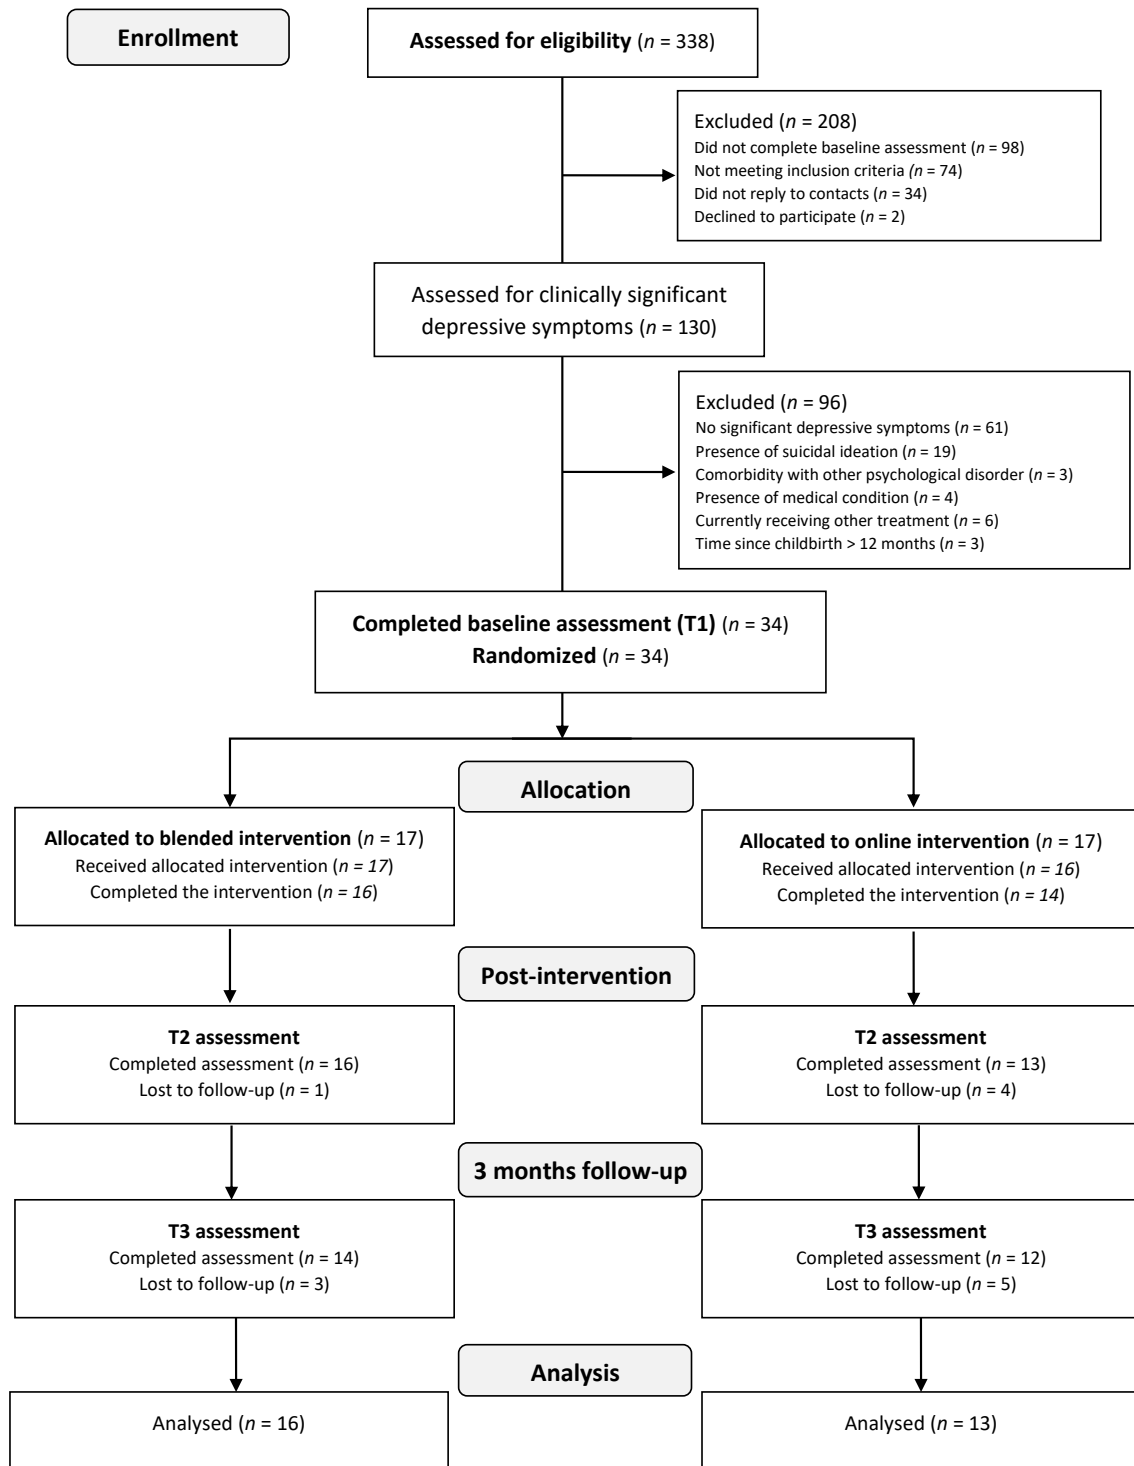 Enrollment
Assessed for eligibility (n = 338)
Excluded (n = 208)
Did not complete baseline assessment (n = 98)
Not meeting inclusion criteria (n = 74)
Did not reply to contacts (n = 34)
Declined to participate (n = 2)
Assessed for clinically significant
depressive symptoms (n = 130)
Excluded (n = 96)
No significant depressive symptoms (n = 61)
Presence of suicidal ideation (n = 19)
Comorbidity with other psychological disorder (n = 3)
Presence of medical condition (n = 4)
Currently receiving other treatment (n = 6)
Time since childbirth > 12 months (n = 3)
Completed baseline assessment (T1) (n = 34)
Randomized (n = 34)
Allocation
Allocated to blended intervention (n = 17)
Received allocated intervention (n = 17)
Completed the intervention (n = 16)
Allocated to online intervention (n = 17)
Received allocated intervention (n = 16)
Completed the intervention (n = 14)
Post-intervention
T2 assessment
Completed assessment (n = 16)
Lost to follow-up (n = 1)
T2 assessment
Completed assessment (n = 13)
Lost to follow-up (n = 4)
3 months follow-up
T3 assessment
Completed assessment (n = 14)
Lost to follow-up (n = 3)
T3 assessment
Completed assessment (n = 12)
Lost to follow-up (n = 5)
Analysis
Analysed (n = 16)
Analysed (n = 13)